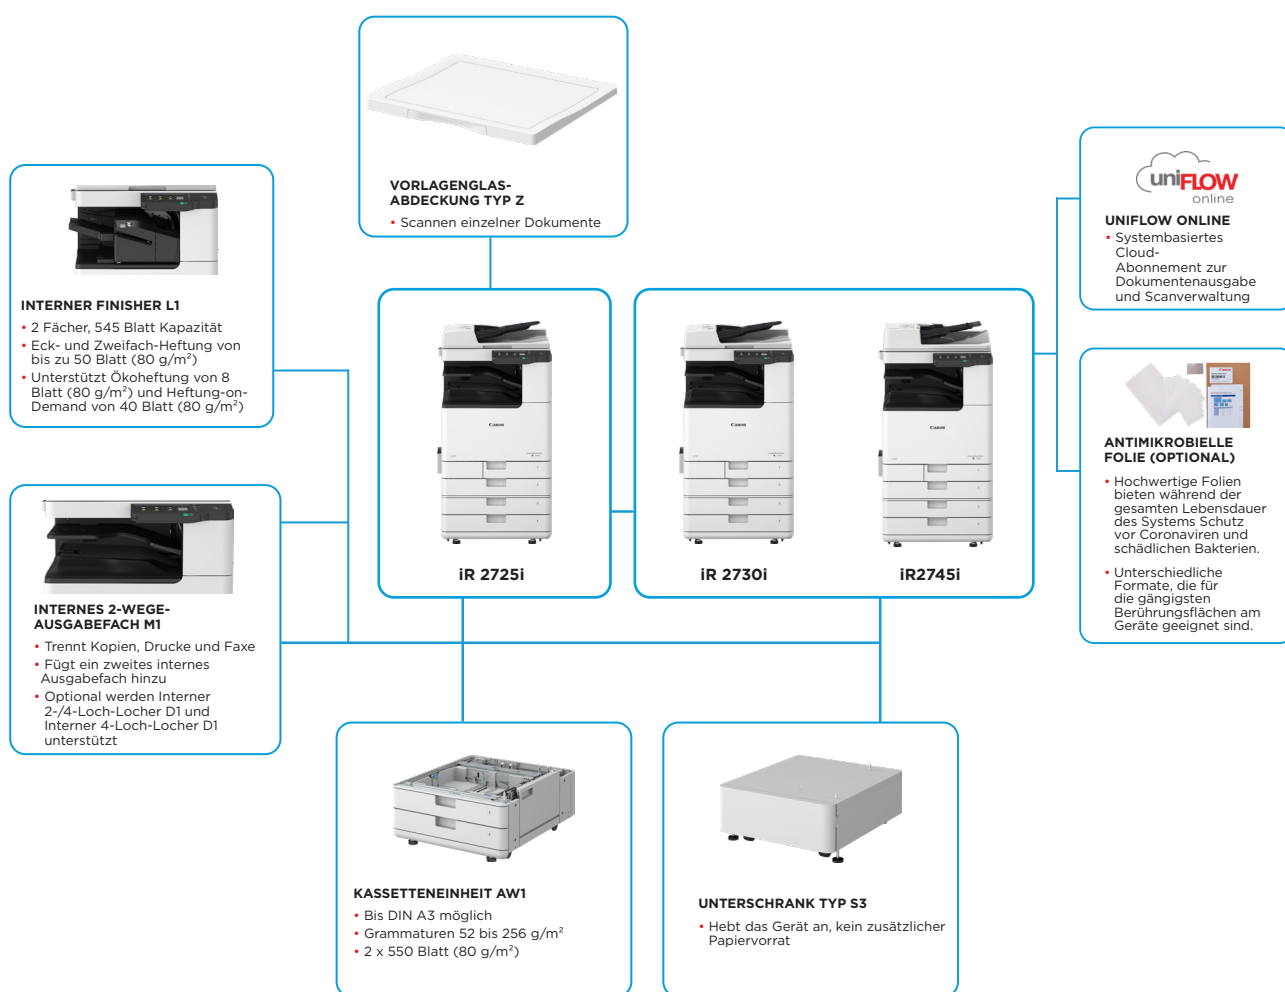 VORLAGENGLAS-
ABDECKUNG TYP Z
• Scannen einzelner Dokumente
INTERNER FINISHER L1
• 2 Fächer, 545 Blatt Kapazität
• Eck- und Zweifach-Heftung von
bis zu 50 Blatt (80 g/m²)
• Unterstützt Ökoheftung von 8
Blatt (80 g/m²) und Heftung-on-
Demand von 40 Blatt (80 g/m²)
INTERNES 2-WEGE-
AUSGABEFACH M1
• Trennt Kopien, Drucke und Faxe
• Fügt ein zweites internes
Ausgabefach hinzu
• Optional werden Interner
2-/4-Loch-Locher D1 und
Interner 4-Loch-Locher D1
unterstützt
Canon
iR 2725i
Canon
iR 2730i
Canon
iR2745i
uniFLOW
online
UNIFLOW ONLINE
• Systembasiertes
Cloud-
Abonnement zur
Dokumentenausgabe
und Scanverwaltung
ANTIMIKROBIELLE
FOLIE (OPTIONAL)
• Hochwertige Folien
bieten während der
gesamten Lebensdauer
des Systems Schutz
vor Coronaviren und
schädlichen Bakterien.
• Unterschiedliche
Formate, die für
die gängigsten
Berührungsflächen am
Geräte geeignet sind.
KASSETTENEINHEIT AW1
• Bis DIN A3 möglich
• Grammaturen 52 bis 256 g/m²
• 2 x 550 Blatt (80 g/m²)
UNTERSCHRANK TYP S3
• Hebt das Gerät an, kein zusätzlicher
Papiervorrat